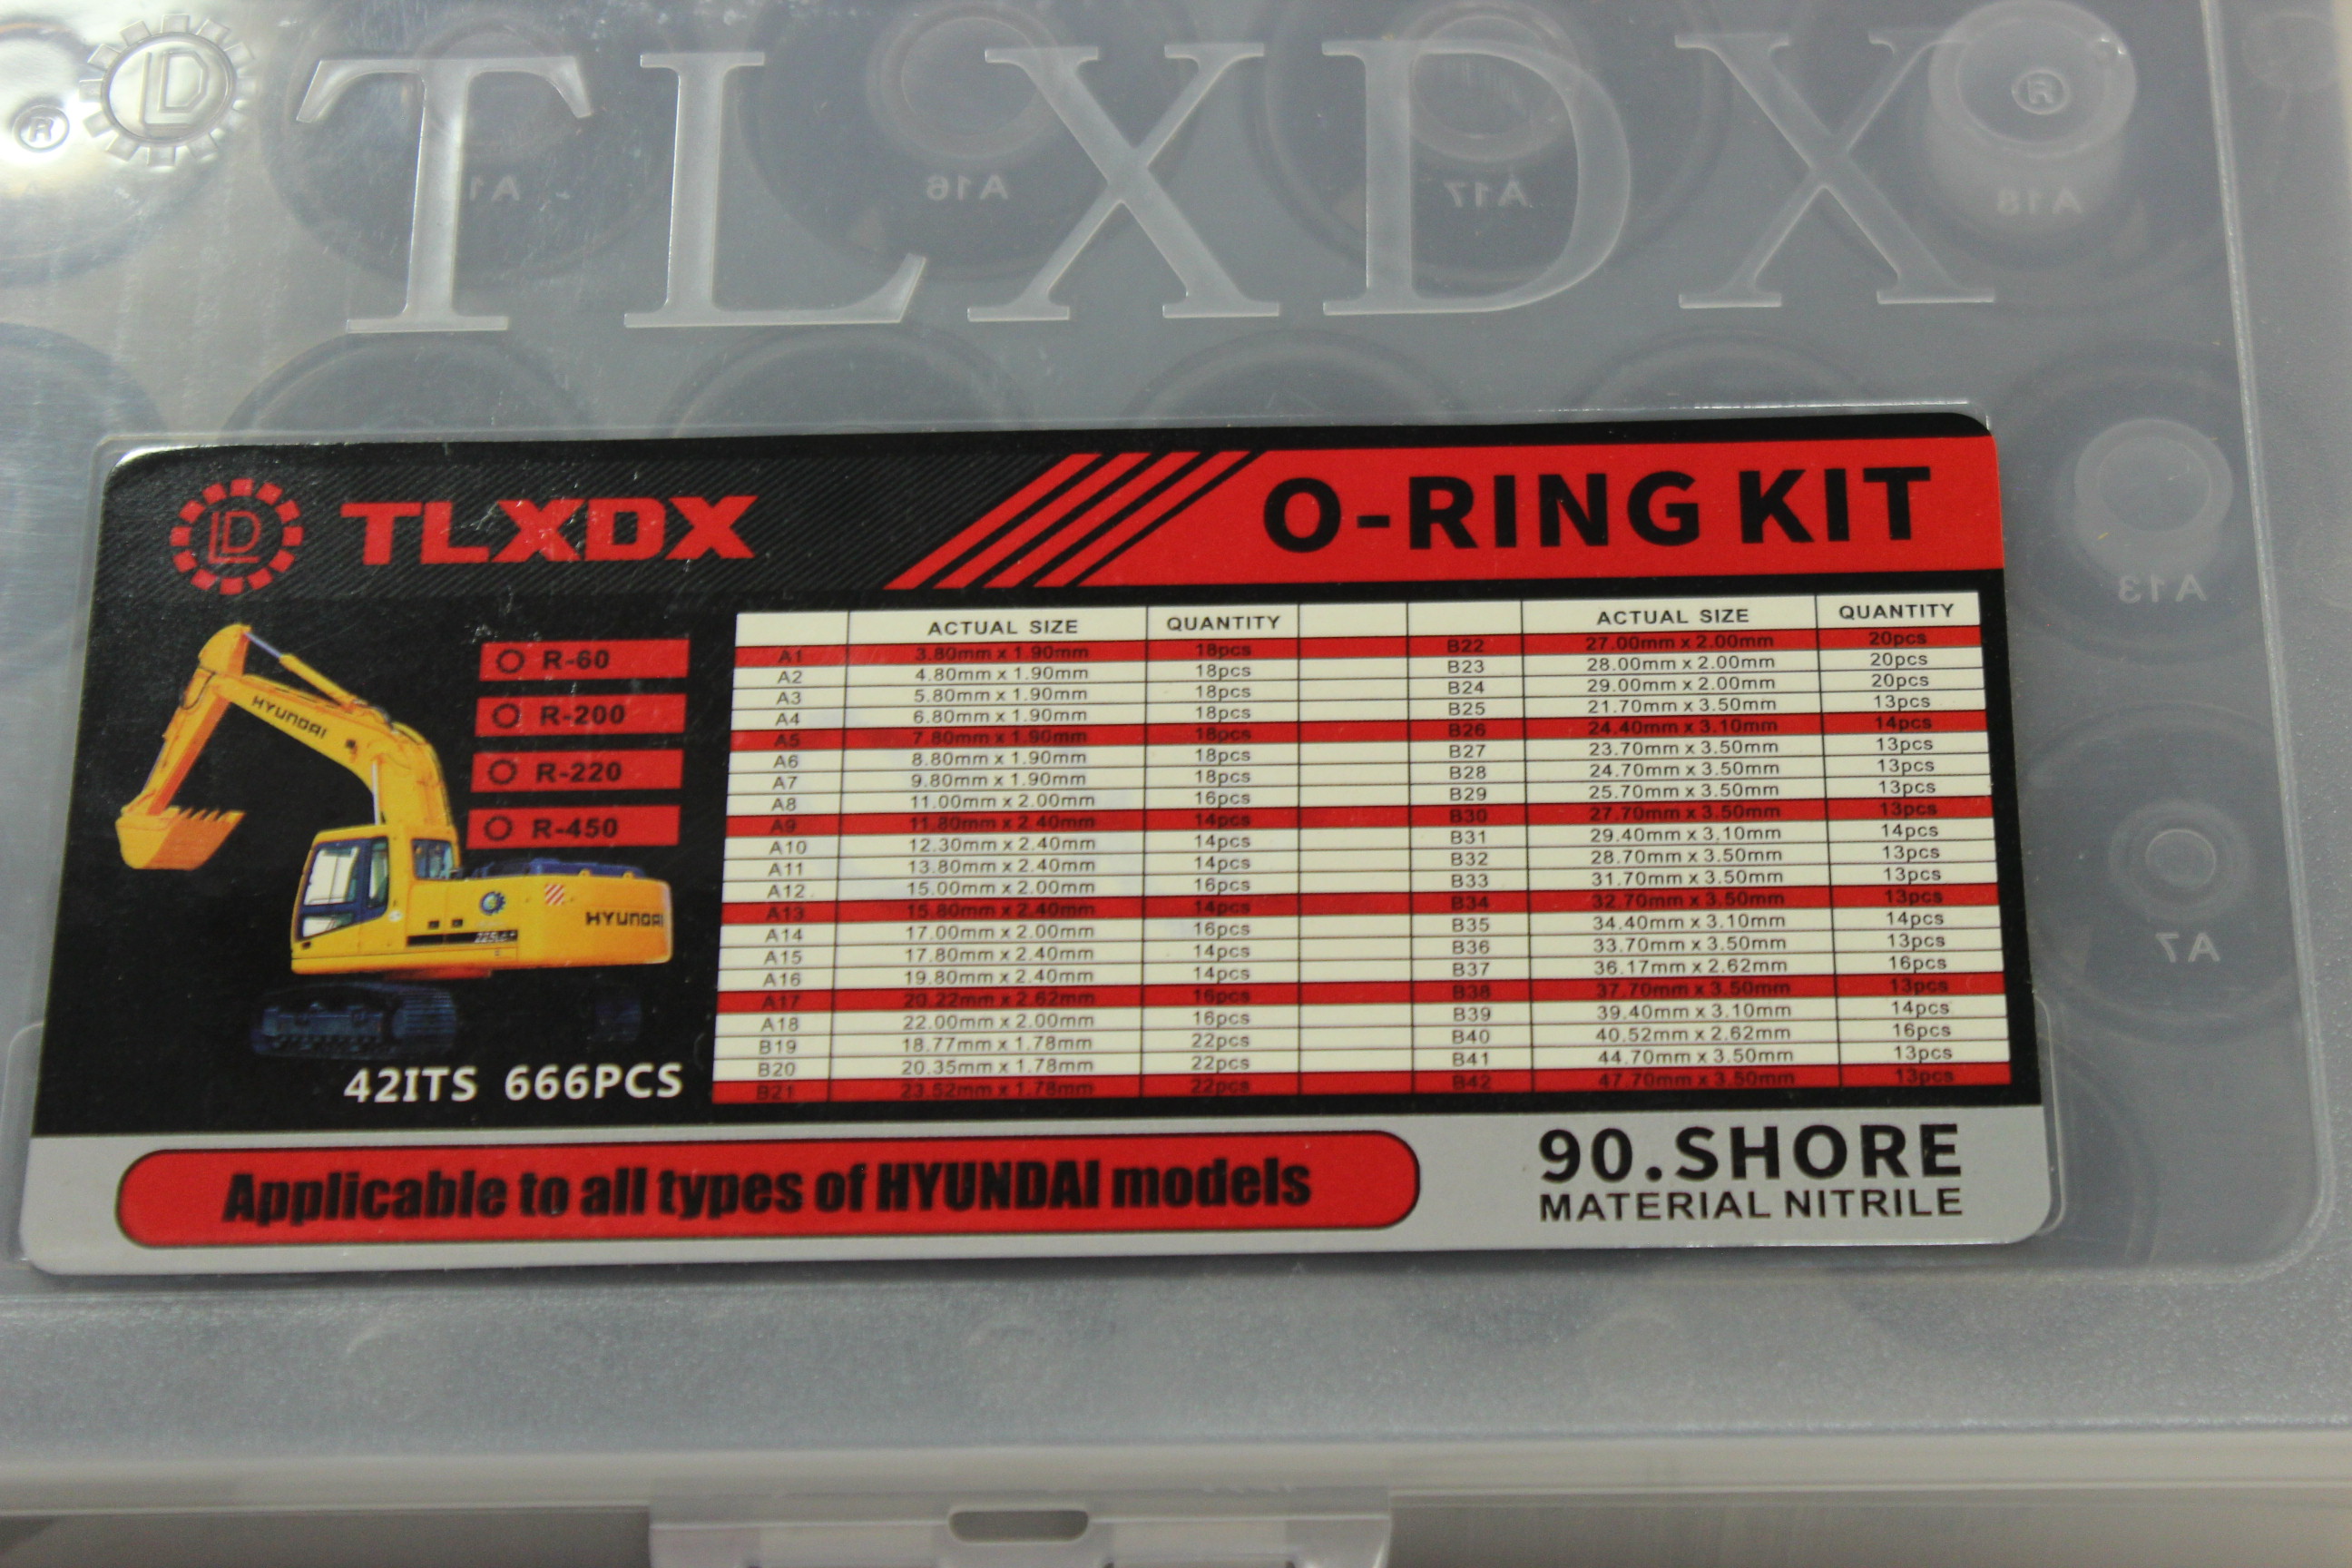 ® LD TLXDX ®
A1
A16
A17
A18
LD TLXDX O-RING KIT
A13
A7
HYUNDAI
R-60
R-200
R-220
R-450
HYUNDAI
42ITS 666PCS
ACTUAL SIZE QUANTITY ACTUAL SIZE QUANTITY
A1 3.80mm x 1.90mm 18pcs B22 27.00mm x 2.00mm 20pcs
A2 4.80mm x 1.90mm 18pcs B23 28.00mm x 2.00mm 20pcs
A3 5.80mm x 1.90mm 18pcs B24 29.00mm x 2.00mm 20pcs
A4 6.80mm x 1.90mm 18pcs B25 21.70mm x 3.50mm 13pcs
A5 7.80mm x 1.90mm 18pcs B26 24.40mm x 3.10mm 14pcs
A6 8.80mm x 1.90mm 18pcs B27 23.70mm x 3.50mm 13pcs
A7 9.80mm x 1.90mm 18pcs B28 24.70mm x 3.50mm 13pcs
A8 11.00mm x 2.00mm 16pcs B29 25.70mm x 3.50mm 13pcs
A9 11.80mm x 2.40mm 14pcs B30 27.70mm x 3.50mm 13pcs
A10 12.30mm x 2.40mm 14pcs B31 29.40mm x 3.10mm 14pcs
A11 13.80mm x 2.40mm 14pcs B32 28.70mm x 3.50mm 13pcs
A12 15.00mm x 2.00mm 16pcs B33 31.70mm x 3.50mm 13pcs
A13 15.80mm x 2.40mm 14pcs B34 32.70mm x 3.50mm 13pcs
A14 17.00mm x 2.00mm 16pcs B35 34.40mm x 3.10mm 14pcs
A15 17.80mm x 2.40mm 14pcs B36 33.70mm x 3.50mm 13pcs
A16 19.80mm x 2.40mm 14pcs B37 36.17mm x 2.62mm 16pcs
A17 20.22mm x 2.62mm 16pcs B38 37.70mm x 3.50mm 13pcs
A18 22.00mm x 2.00mm 16pcs B39 39.40mm x 3.10mm 14pcs
B19 18.77mm x 1.78mm 22pcs B40 40.52mm x 2.62mm 16pcs
B20 20.35mm x 1.78mm 22pcs B41 44.70mm x 3.50mm 13pcs
B21 23.52mm x 1.78mm 22pcs B42 47.70mm x 3.50mm 13pcs
Applicable to all types of HYUNDAI models
90.SHORE
MATERIAL NITRILE